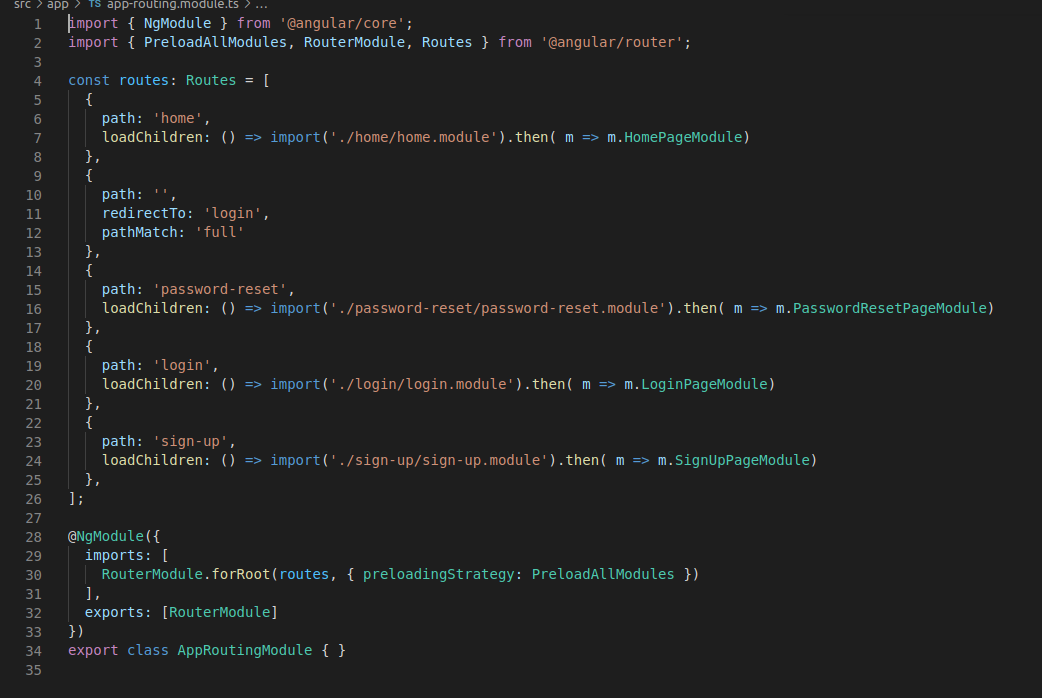 src > app > TS app-routing.module.ts > ...
1 import { NgModule } from '@angular/core';
2 import { PreloadAllModules, RouterModule, Routes } from '@angular/router';
3
4 const routes: Routes = [
5   {
6     path: 'home',
7     loadChildren: () => import('./home/home.module').then( m => m.HomePageModule)
8   },
9   {
10     path: '',
11     redirectTo: 'login',
12     pathMatch: 'full'
13   },
14   {
15     path: 'password-reset',
16     loadChildren: () => import('./password-reset/password-reset.module').then( m => m.PasswordResetPageModule)
17   },
18   {
19     path: 'login',
20     loadChildren: () => import('./login/login.module').then( m => m.LoginPageModule)
21   },
22   {
23     path: 'sign-up',
24     loadChildren: () => import('./sign-up/sign-up.module').then( m => m.SignUpPageModule)
25   },
26 ];
27
28 @NgModule({
29   imports: [
30     RouterModule.forRoot(routes, { preloadingStrategy: PreloadAllModules })
31   ],
32   exports: [RouterModule]
33 })
34 export class AppRoutingModule { }
35